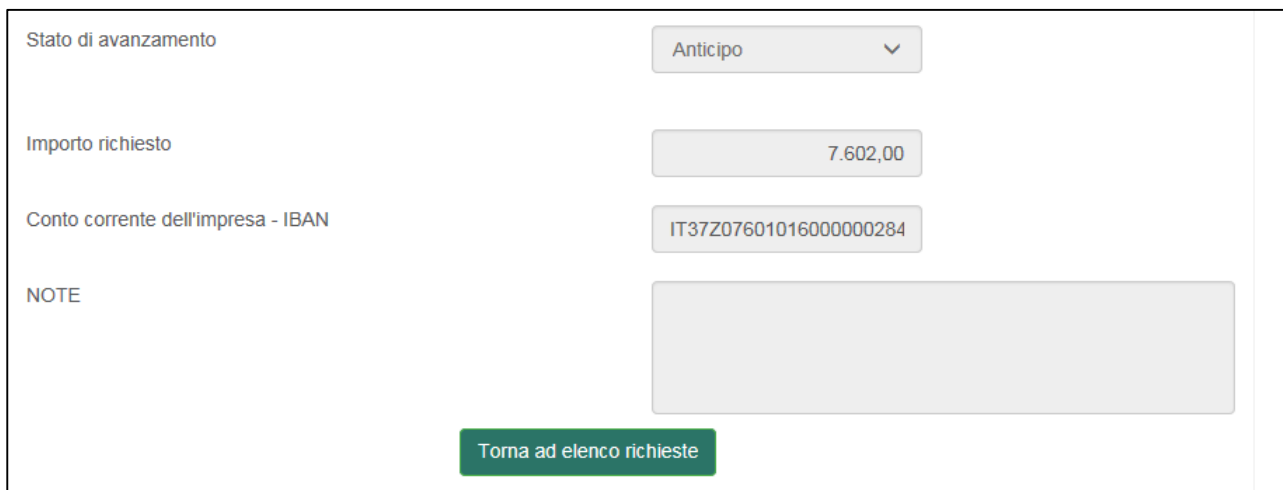 Stato di avanzamento
Anticipo
Importo richiesto
7.602,00
Conto corrente dell'impresa - IBAN
IT37Z07601016000000284
NOTE
Torna ad elenco richieste